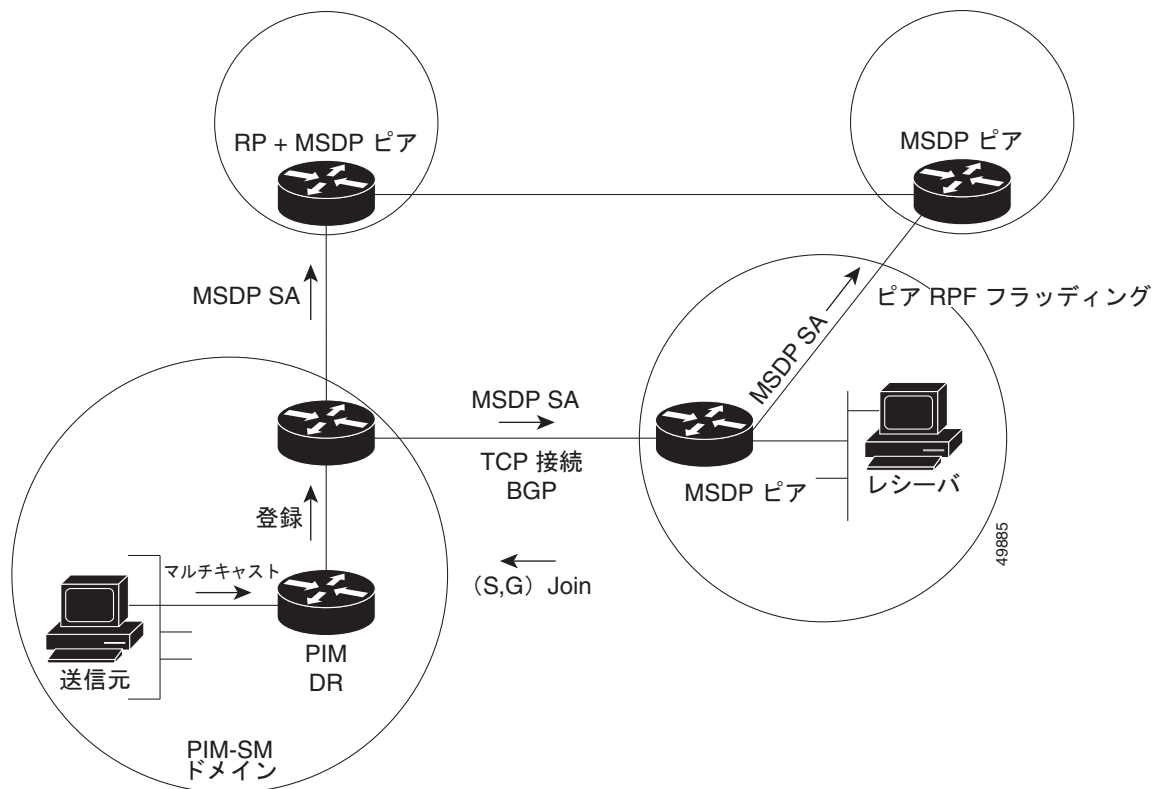 RP + MSDP ピア
MSDP ピア
MSDP SA
ピア RPF フラッディング
MSDP SA
MSDP SA
TCP 接続
BGP
MSDP ピア
レシーバ
登録
49885
マルチキャスト
(S,G) Join
送信元
PIM
DR
PIM-SM
ドメイン